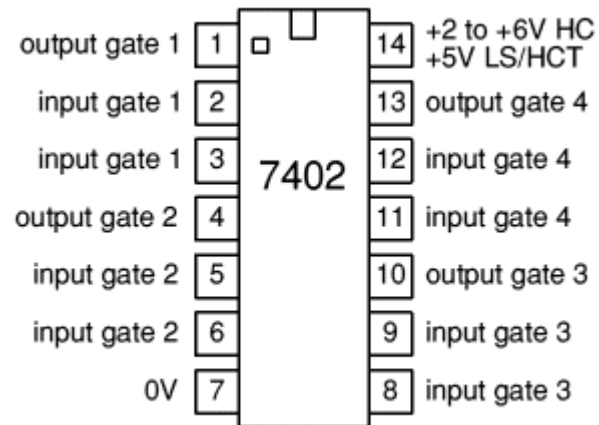 output gate 1 1
input gate 1 2
input gate 1 3
output gate 2 4
input gate 2 5
input gate 2 6
0V 7
7402
14 +2 to +6V HC
+5V LS/HCT
13 output gate 4
12 input gate 4
11 input gate 4
10 output gate 3
9 input gate 3
8 input gate 3